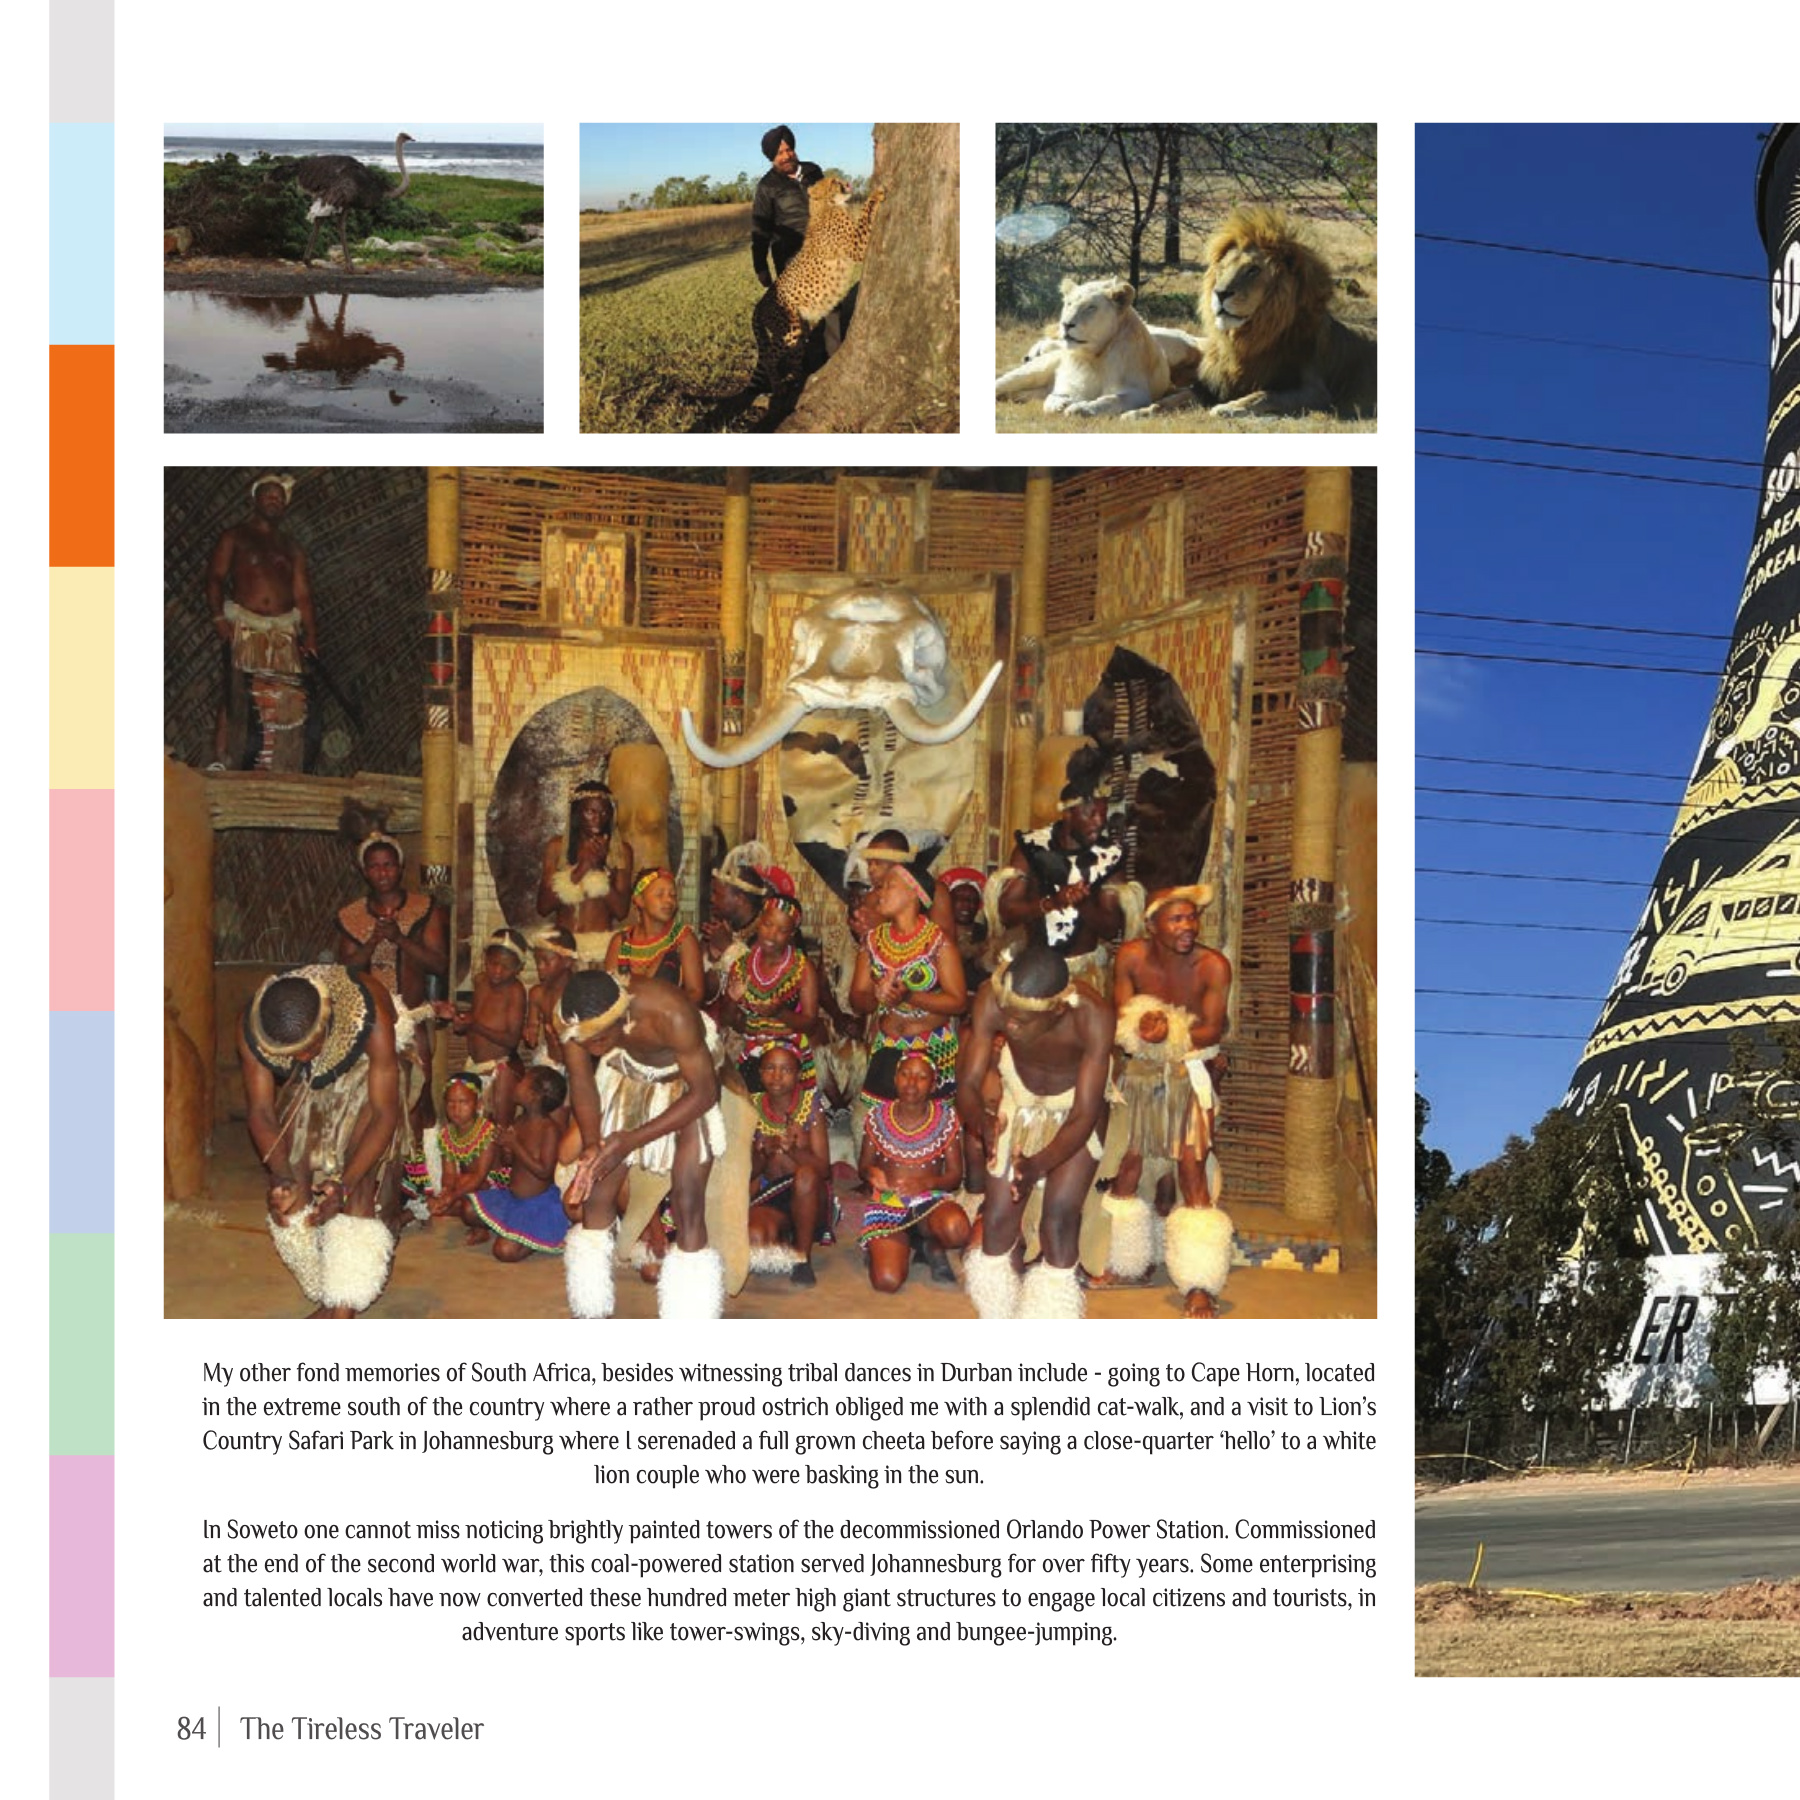 SO
SO
RE DREA
RE DREA
ER T
My other fond memories of South Africa, besides witnessing tribal dances in Durban include - going to Cape Horn, located
in the extreme south of the country where a rather proud ostrich obliged me with a splendid cat-walk, and a visit to Lion’s
Country Safari Park in Johannesburg where I serenaded a full grown cheeta before saying a close-quarter ‘hello’ to a white
lion couple who were basking in the sun.
In Soweto one cannot miss noticing brightly painted towers of the decommissioned Orlando Power Station. Commissioned
at the end of the second world war, this coal-powered station served Johannesburg for over fifty years. Some enterprising
and talented locals have now converted these hundred meter high giant structures to engage local citizens and tourists, in
adventure sports like tower-swings, sky-diving and bungee-jumping.
84 | The Tireless Traveler